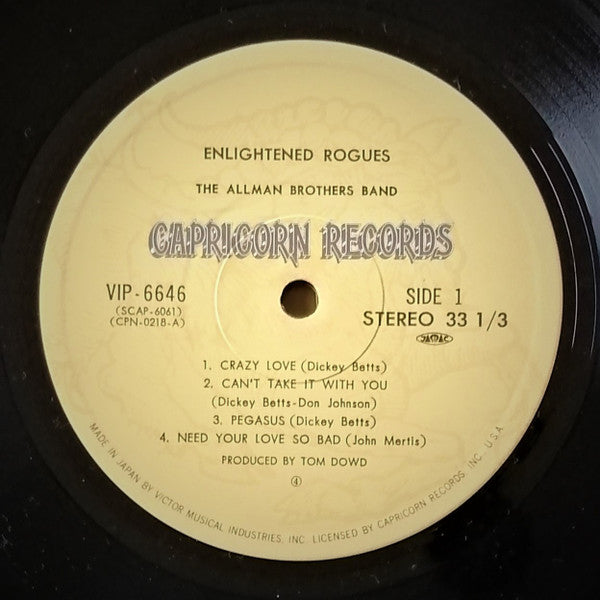 ENLIGHTENED ROGUES
THE ALLMAN BROTHERS BAND
CAPRICORN RECORDS
VIP-6646
(SCAP-6061)
(CPN-0218-A)
SIDE 1
STEREO 33 1/3
JASRAC
1. CRAZY LOVE (Dickey Betts)
2. CAN'T TAKE IT WITH YOU
(Dickey Betts-Don Johnson)
3. PEGASUS (Dickey Betts)
4. NEED YOUR LOVE SO BAD (John Mertis)
PRODUCED BY TOM DOWD
④
MADE IN JAPAN BY VICTOR MUSICAL INDUSTRIES, INC. LICENSED BY CAPRICORN RECORDS, INC. U.S.A.